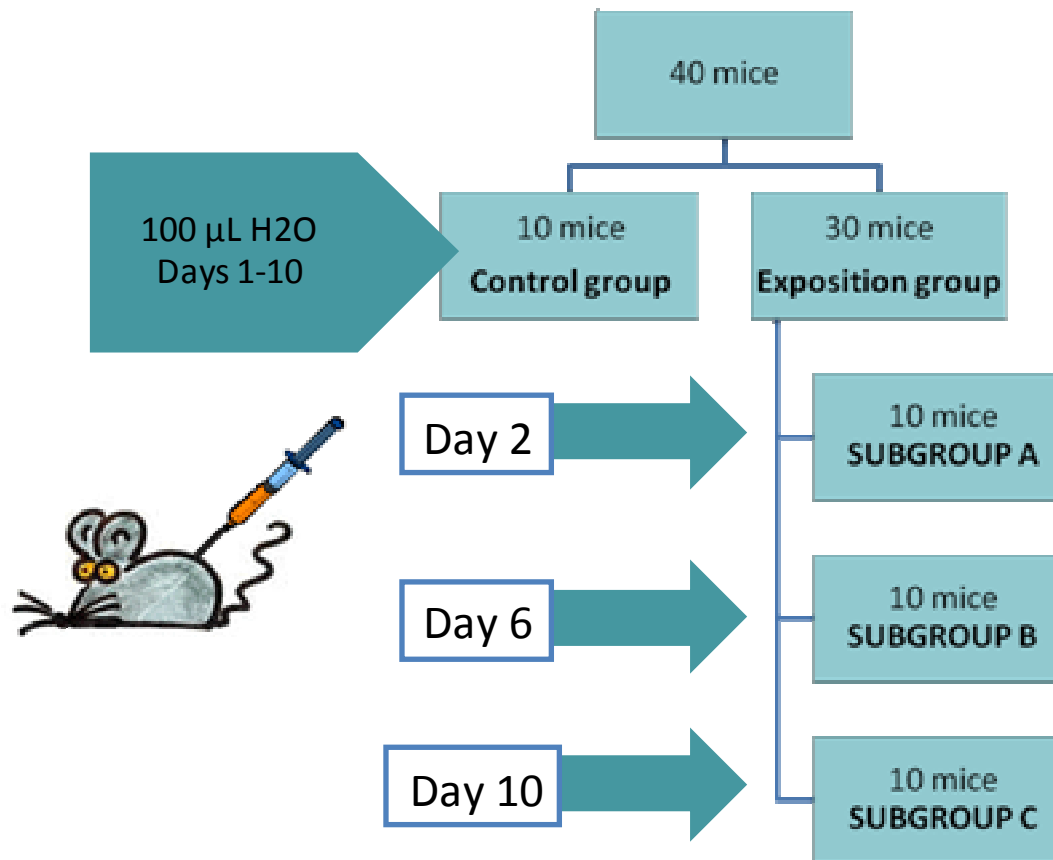 40 mice
100 µL H2O
Days 1-10
10 mice
Control group
30 mice
Exposition group
Day 2
10 mice
SUBGROUP A
Day 6
10 mice
SUBGROUP B
Day 10
10 mice
SUBGROUP C